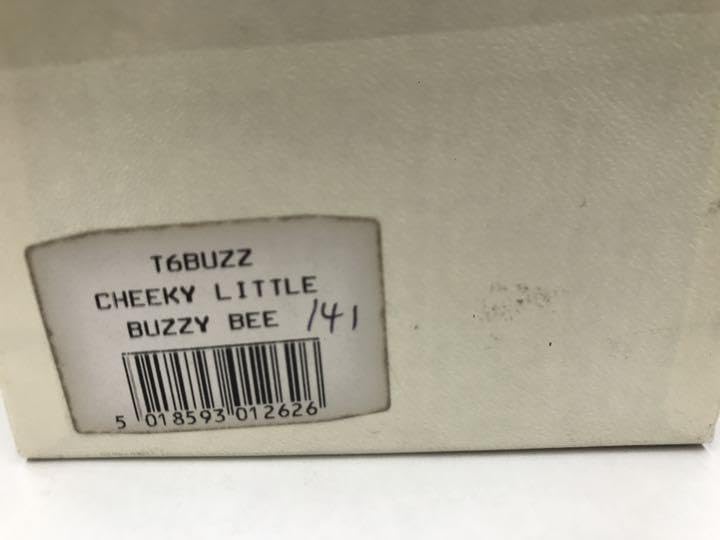 T6BUZZ
CHEEKY LITTLE
BUZZY BEE 141
5 018593 012626